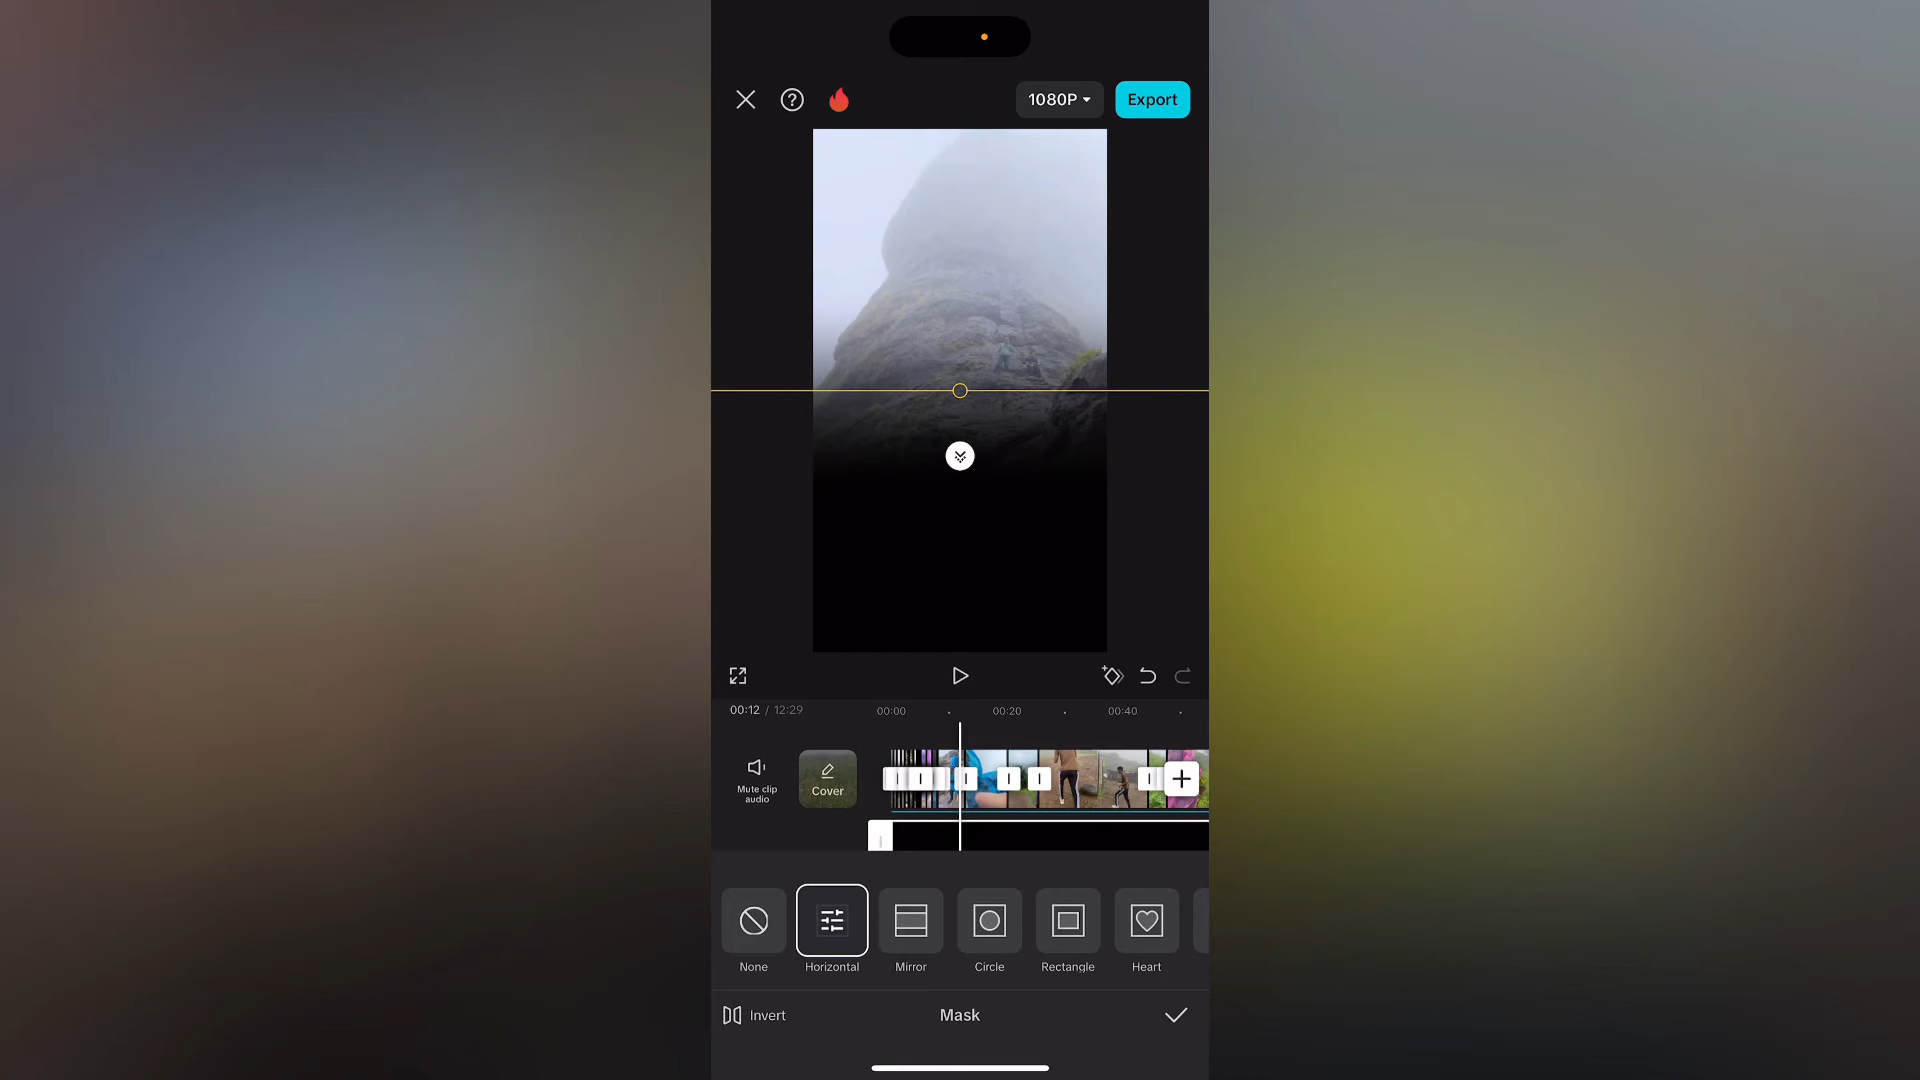 1080P
Export
00:12 / 12:29
00:00
00:20
00:40
Mute clip
audio
Cover
None
Horizontal
Mirror
Circle
Rectangle
Heart
Invert
Mask